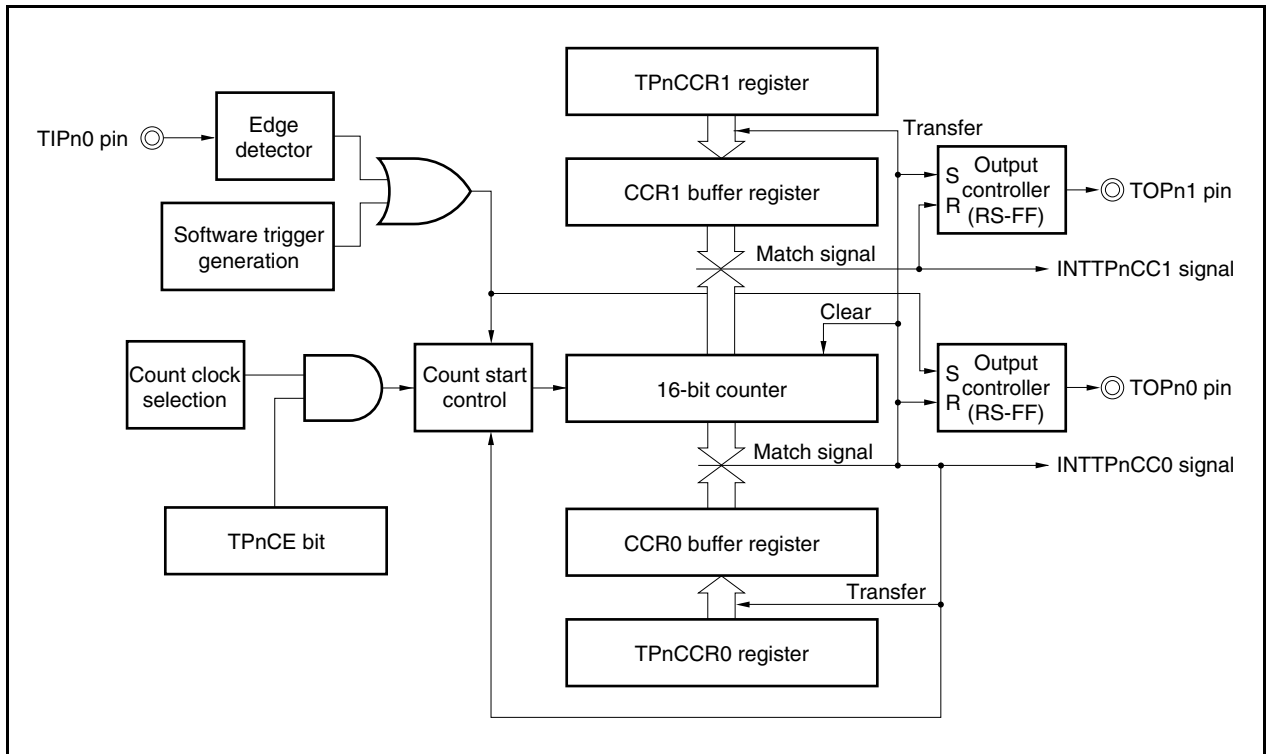 TPnCCR1 register
TIPn0 pin
Edge
detector
Transfer
CCR1 buffer register
S
R
Output
controller
(RS-FF)
TOPn1 pin
Software trigger
generation
Match signal
INTTPnCC1 signal
Clear
Count clock
selection
Count start
control
16-bit counter
S
R
Output
controller
(RS-FF)
TOPn0 pin
Match signal
INTTPnCC0 signal
TPnCE bit
CCR0 buffer register
Transfer
TPnCCR0 register